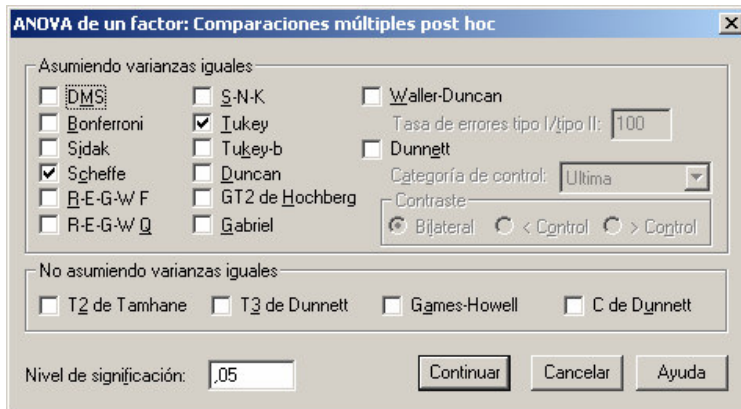 ANOVA de un factor: Comparaciones múltiples post hoc
Asumiendo varianzas iguales
DMS
S-N-K
Waller-Duncan
Bonferroni
Tukey
Tasa de errores tipo I/tipo II: 100
Sidak
Tukey-b
Dunnett
Scheffe
Duncan
Categoría de control: Ultima
R-E-G-W F
GT2 de Hochberg
Contraste
R-E-G-W Q
Gabriel
Bilateral < Control > Control
No asumiendo varianzas iguales
T2 de Tamhane T3 de Dunnett Games-Howell C de Dunnett
Nivel de significación: ,05 Continuar Cancelar Ayuda